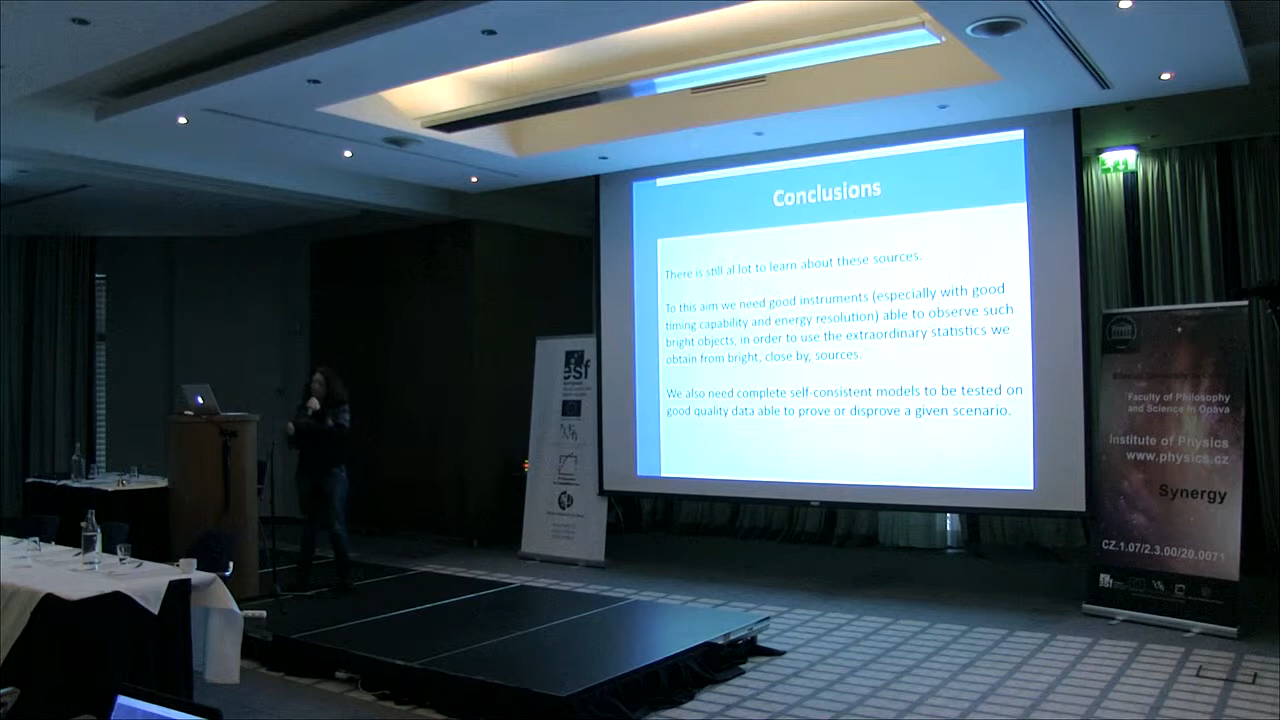 Conclusions
There is still al lot to learn about these sources.
To this aim we need good instruments (especially with good
timing capability and energy resolution) able to observe such
bright objects, in order to use the extraordinary statistics we
obtain from bright, close by, sources.
We also need complete self-consistent models to be tested on
good quality data able to prove or disprove a given scenario.
esf
Faculty of Philosophy
and Science in Opava
Institute of Physics
www.physics.cz
Synergy
CZ.1.07/2.3.00/20.0071
esf